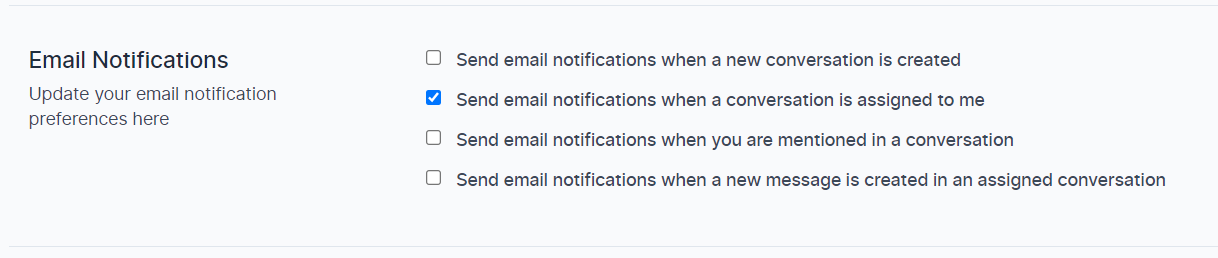 Email Notifications
Update your email notification
preferences here
Send email notifications when a new conversation is created
Send email notifications when a conversation is assigned to me
Send email notifications when you are mentioned in a conversation
Send email notifications when a new message is created in an assigned conversation